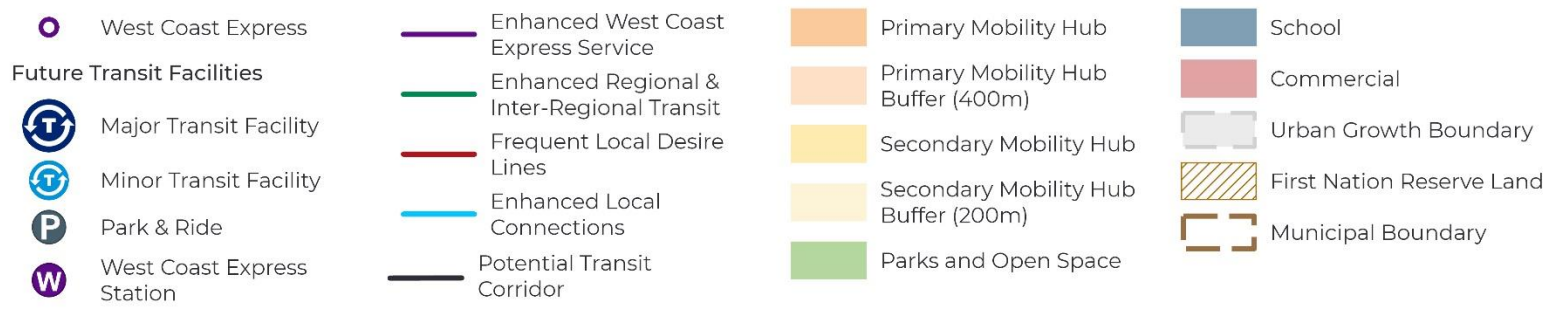 West Coast Express
Future Transit Facilities
T
Major Transit Facility
T
Minor Transit Facility
P
Park & Ride
W
West Coast Express
Station
Enhanced West Coast
Express Service
Enhanced Regional &
Inter-Regional Transit
Frequent Local Desire
Lines
Enhanced Local
Connections
Potential Transit
Corridor
Primary Mobility Hub
Primary Mobility Hub
Buffer (400m)
Secondary Mobility Hub
Secondary Mobility Hub
Buffer (200m)
Parks and Open Space
School
Commercial
Urban Growth Boundary
First Nation Reserve Land
Municipal Boundary